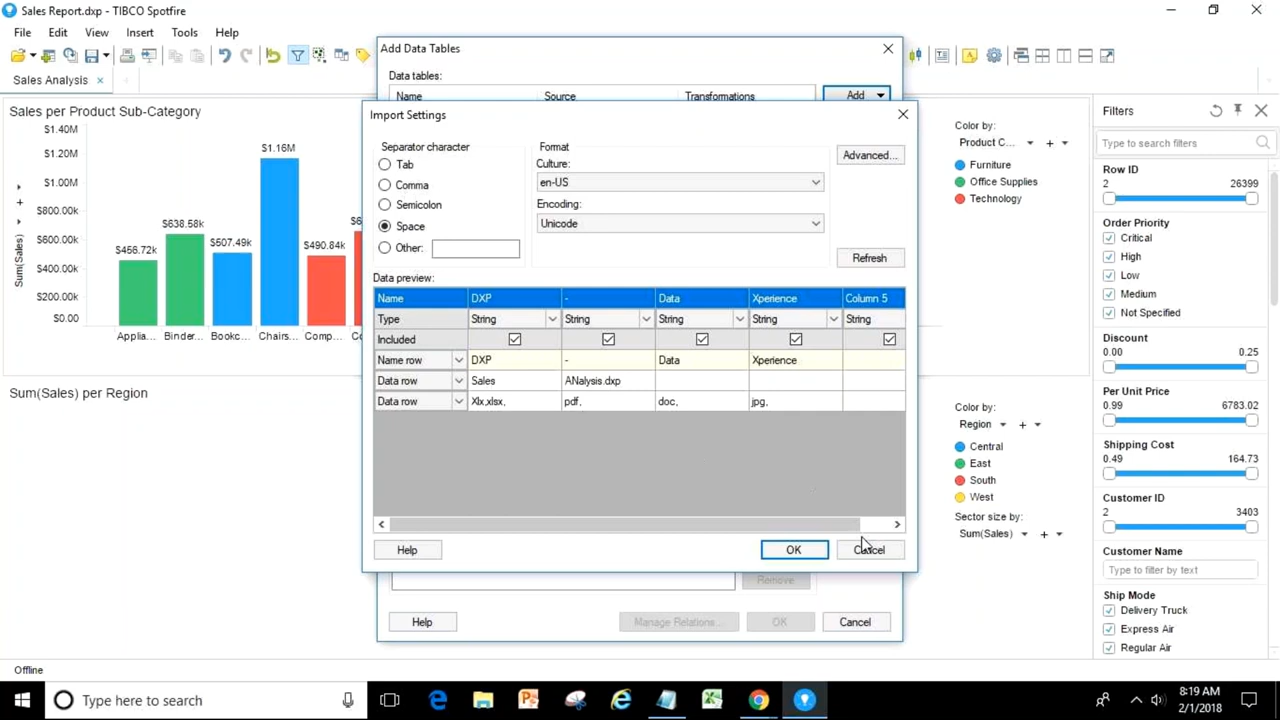 Sales Report.dxp - TIBCO Spotfire
File Edit View Insert Tools Help
Sales Analysis
Add Data Tables
Data tables:
Name Source Transformations Add
Import Settings
Separator character
Tab
Comma
Semicolon
Space
Other:
Format
Culture:
en-US
Encoding:
Unicode
Advanced...
Refresh
Data preview:
Name DXP - Data Xperience Column 5
Type String String String String String
Included
Name row DXP - Data Xperience
Data row Sales ANalysis.dxp
Data row Xlx,xlsx, pdf, doc, jpg,
Help OK Cancel
Remove
Help Manage Relations... OK Cancel
Sales per Product Sub-Category
Sum(Sales)
$1.40M
$1.20M
$1.00M
$800.00k
$600.00k
$400.00k
$200.00k
$0.00
$456.72k $638.58k $507.49k $1.16M $490.84k
Applia... Binder... Bookc... Chairs... Comp...
Sum(Sales) per Region
Color by:
Product C...
Furniture
Office Supplies
Technology
Color by:
Region
Central
East
South
West
Sector size by:
Sum(Sales)
Filters
Type to search filters
Row ID
2 26399
Order Priority
Critical
High
Low
Medium
Not Specified
Discount
0.00 0.25
Per Unit Price
0.99 6783.02
Shipping Cost
0.49 164.73
Customer ID
2 3403
Customer Name
Type to filter by text
Ship Mode
Delivery Truck
Express Air
Regular Air
Offline
Type here to search
8:19 AM
2/1/2018